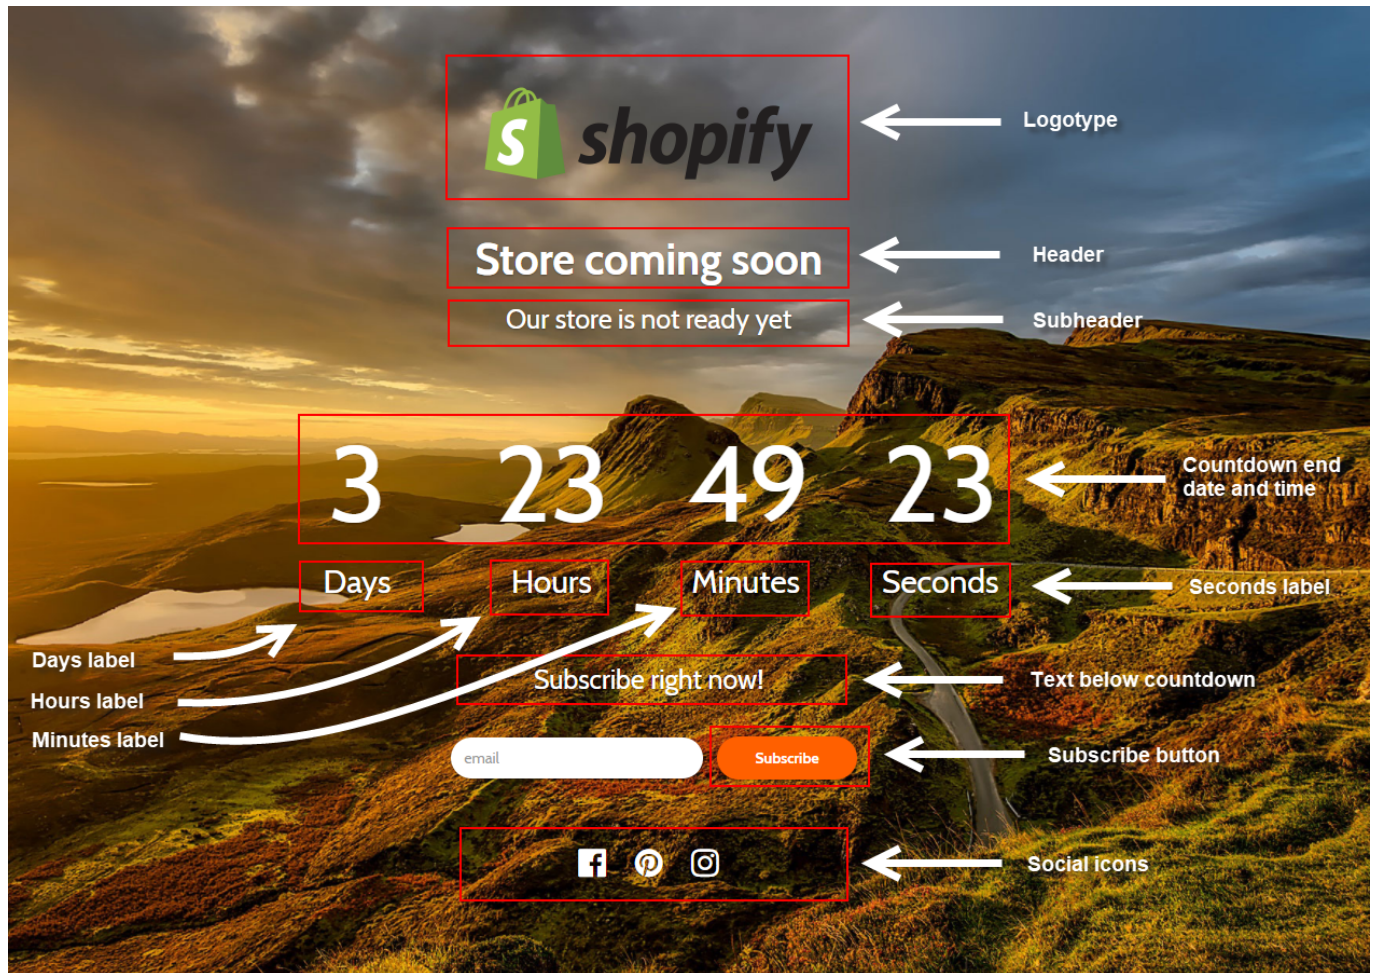 S shopify
Logotype
Store coming soon
Header
Our store is not ready yet
Subheader
3 23 49 23
Countdown end
date and time
Days Hours Minutes Seconds
Seconds label
Days label
Hours label
Minutes label
Subscribe right now!
Text below countdown
email
Subscribe
Subscribe button
Social icons